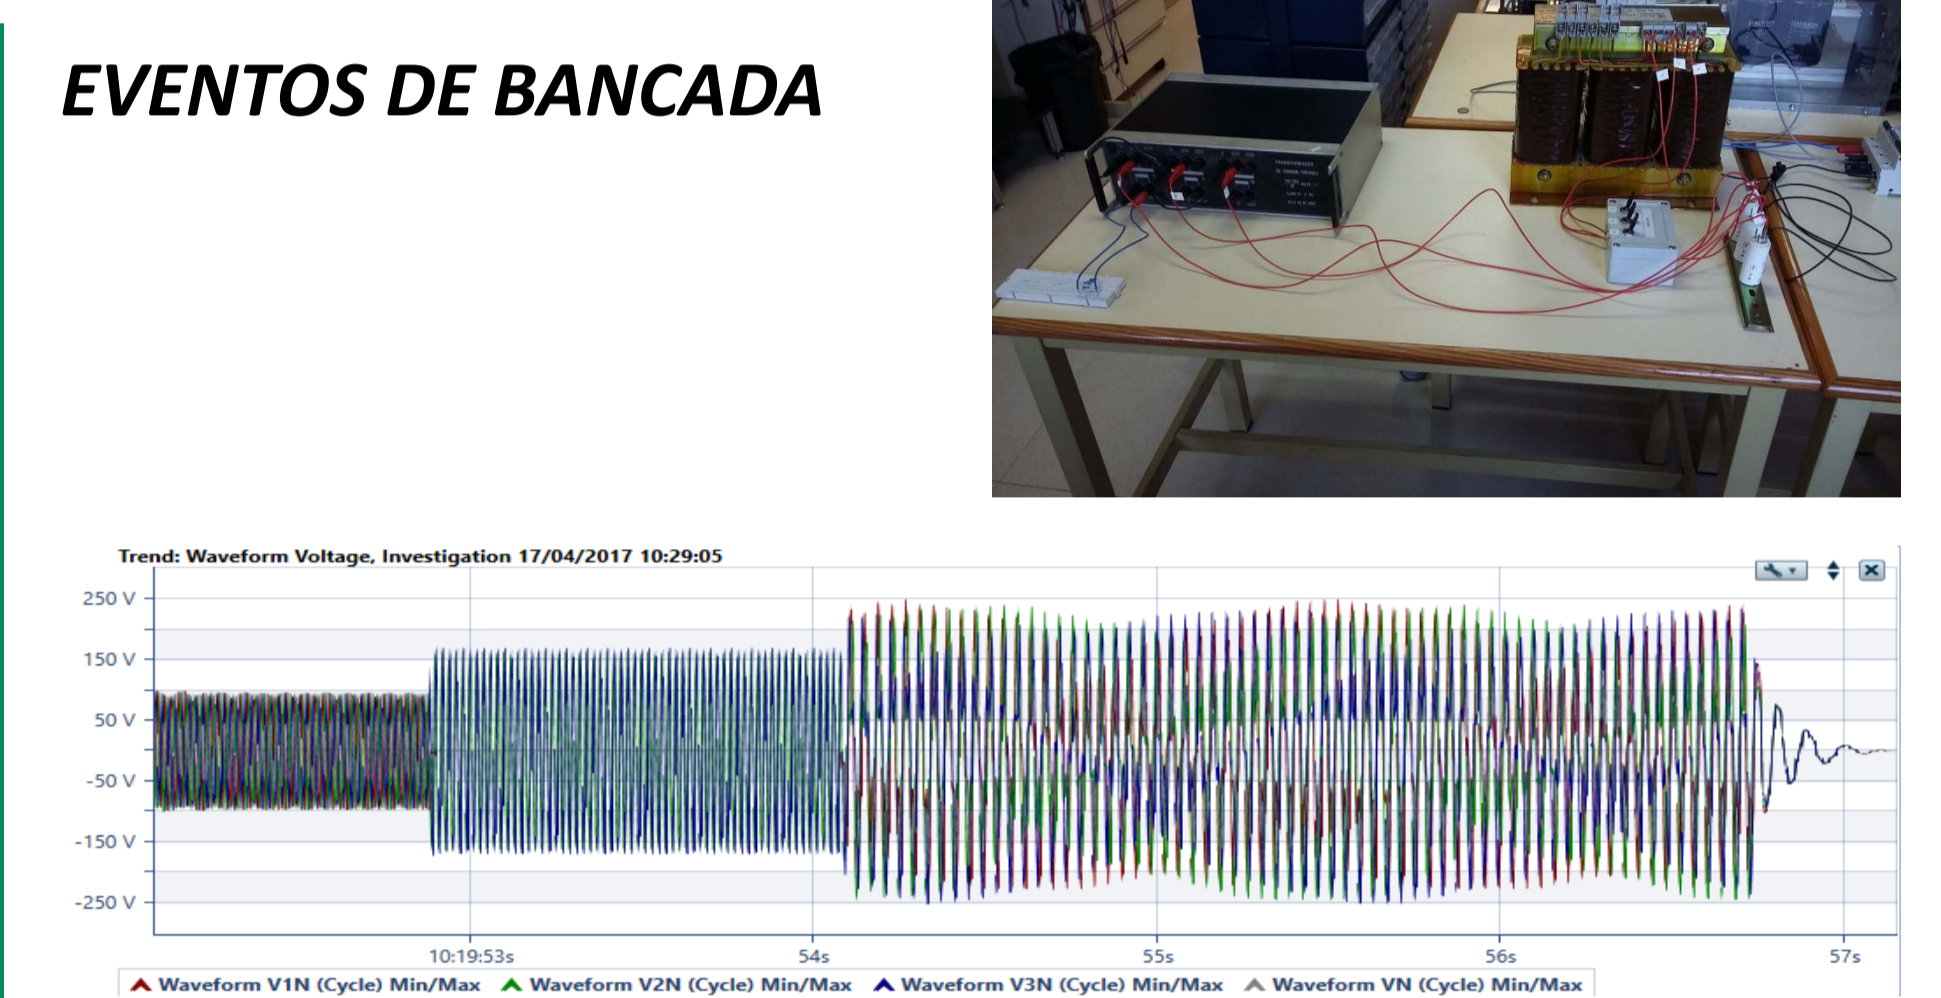 EVENTOS DE BANCADA
Trend: Waveform Voltage, Investigation 17/04/2017 10:29:05
250 V
150 V
50 V
-50 V
-150 V
-250 V
10:19:53s 54s 55s 56s 57s
Waveform V1N (Cycle) Min/Max Waveform V2N (Cycle) Min/Max Waveform V3N (Cycle) Min/Max Waveform VN (Cycle) Min/Max